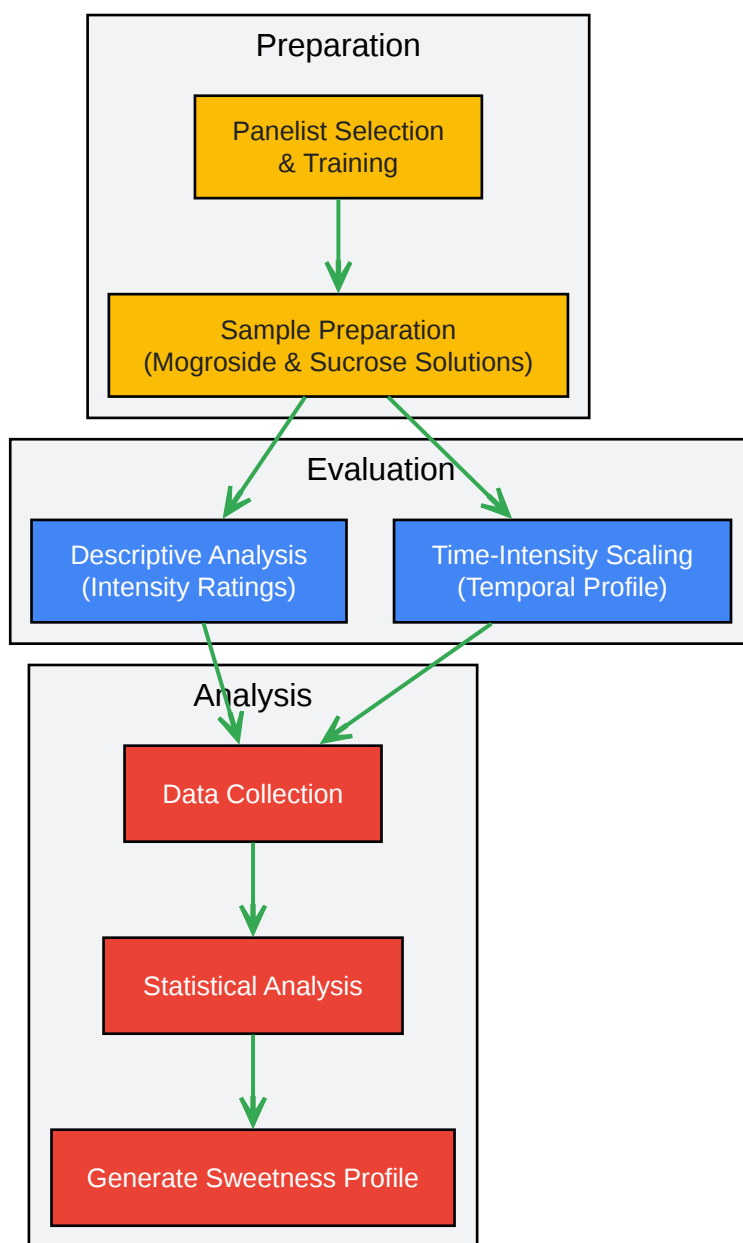 Preparation
Panelist Selection
& Training
Sample Preparation
(Mogroside & Sucrose Solutions)
Evaluation
Descriptive Analysis
(Intensity Ratings)
Time-Intensity Scaling
(Temporal Profile)
Analysis
Data Collection
Statistical Analysis
Generate Sweetness Profile